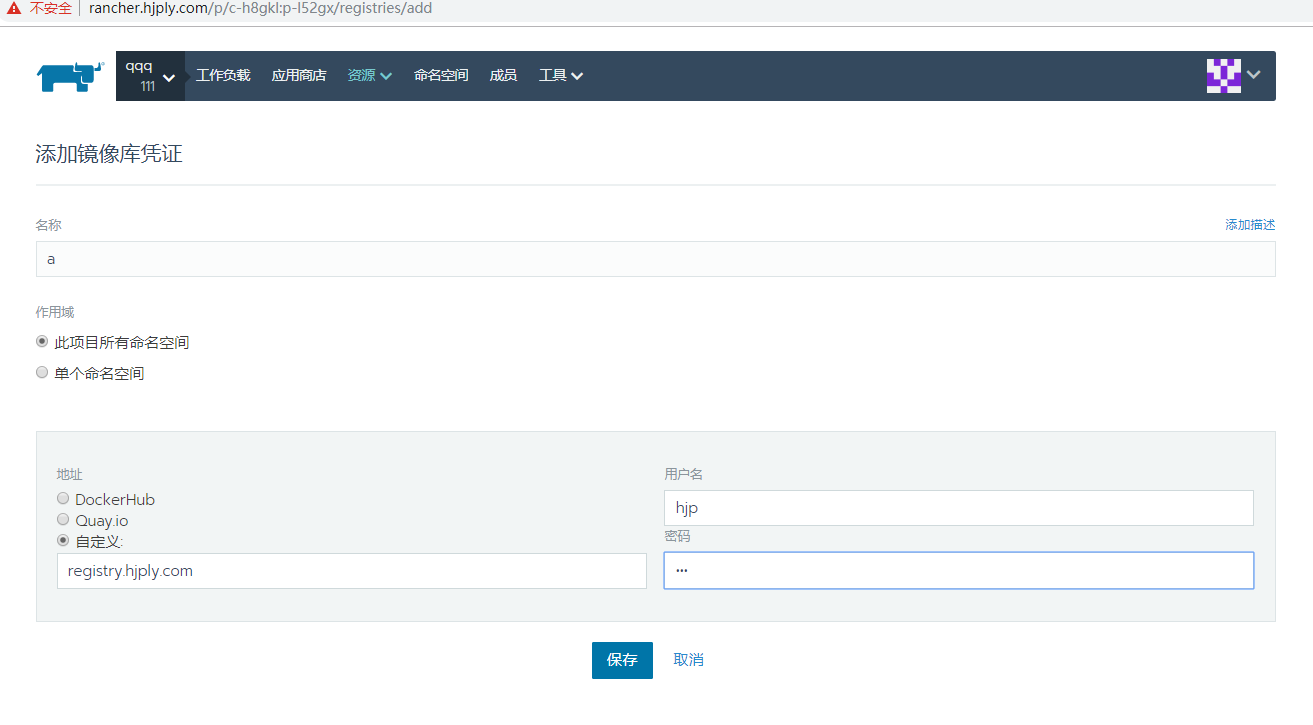 不安全 rancher.hjply.com/p/c-h8gkl:p-l52gx/registries/add
qqq
111
工作负载 应用商店 资源 命名空间 成员 工具
添加镜像库凭证
名称 添加描述
a
作用域
此项目所有命名空间
单个命名空间
地址
DockerHub
Quay.io
自定义:
registry.hjply.com
用户名
hjp
密码
•••
保存 取消